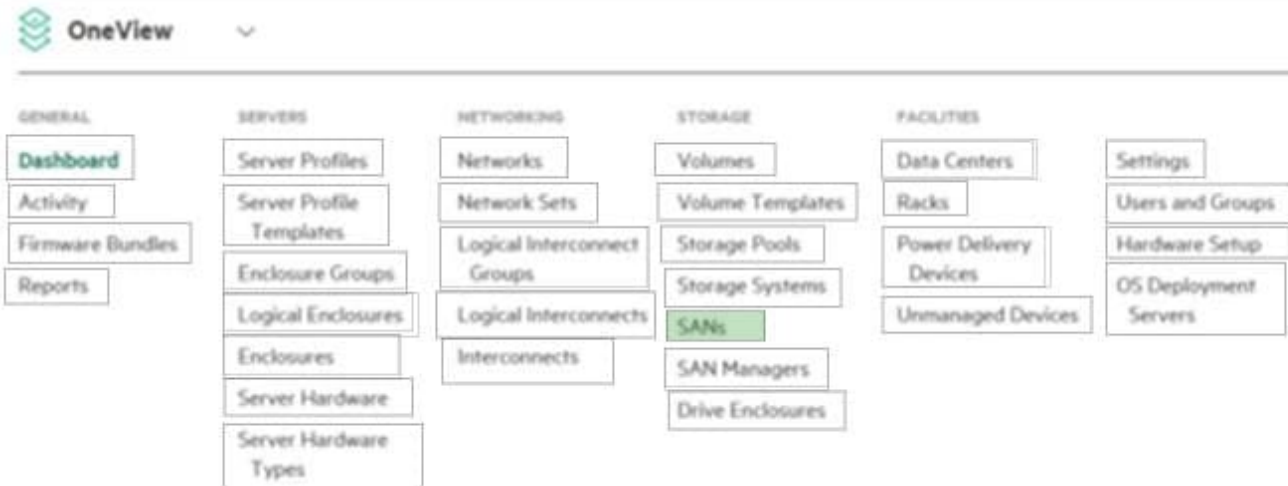 OneView
GENERAL
Dashboard
Activity
Firmware Bundles
Reports
SERVERS
Server Profiles
Server Profile
Templates
Enclosure Groups
Logical Enclosures
Enclosures
Server Hardware
Server Hardware
Types
NETWORKING
Networks
Network Sets
Logical Interconnect
Groups
Logical Interconnects
Interconnects
STORAGE
Volumes
Volume Templates
Storage Pools
Storage Systems
SANs
SAN Managers
Drive Enclosures
FACILITIES
Data Centers
Racks
Power Delivery
Devices
Unmanaged Devices
Settings
Users and Groups
Hardware Setup
OS Deployment
Servers